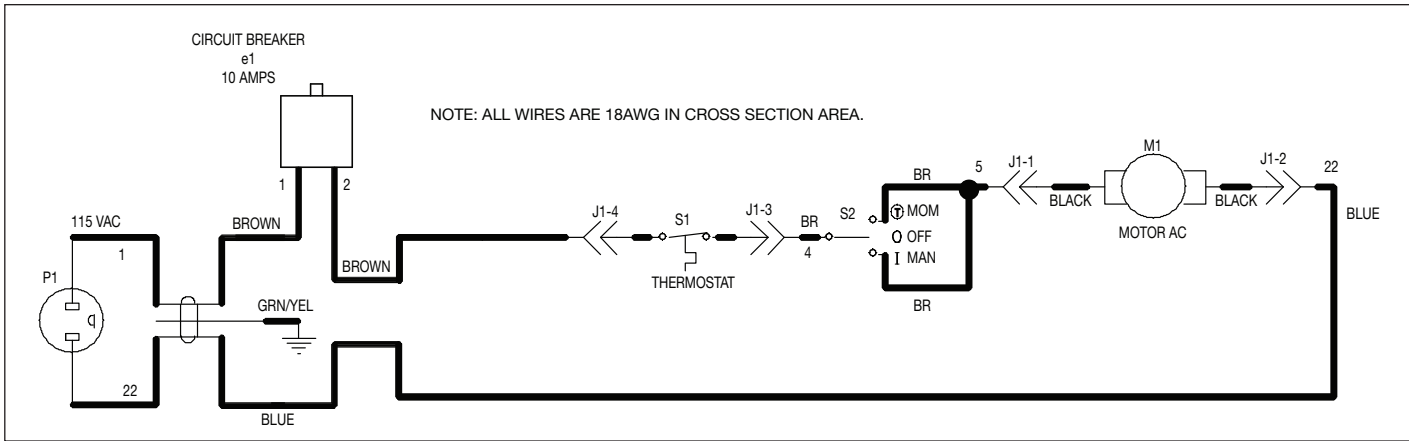 CIRCUIT BREAKER
e1
10 AMPS
NOTE: ALL WIRES ARE 18AWG IN CROSS SECTION AREA.
1
2
115 VAC
1
P1
22
BROWN
GRN/YEL
BLUE
BROWN
J1-4
S1
THERMOSTAT
J1-3
BR
4
S2
BR
T MOM
O OFF
I MAN
BR
5
J1-1
BLACK
M1
MOTOR AC
BLACK
J1-2
22
BLUE